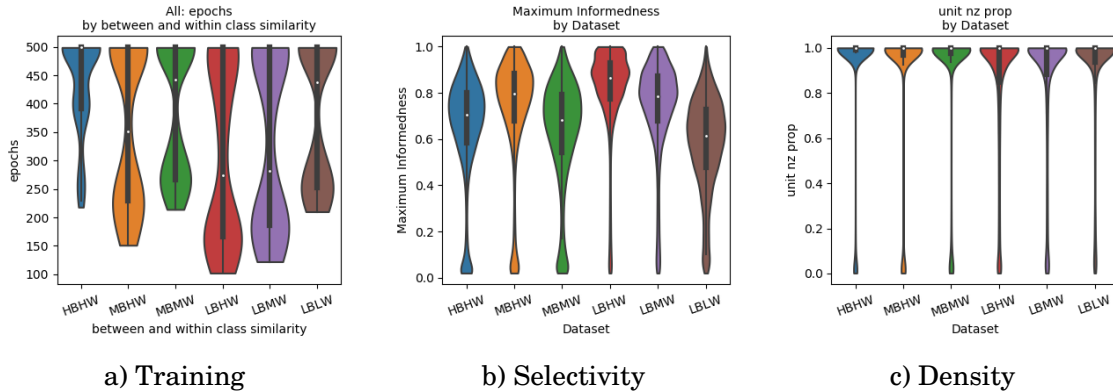 All: epochs
by between and within class similarity
500
450
400
350
300
250
200
150
100
epochs
HBHW MBHW MBMW LBHW LBMW LBLW
between and within class similarity
a) Training
Maximum Informedness
by Dataset
1.0
0.8
0.6
0.4
0.2
0.0
Maximum Informedness
HBHW MBHW MBMW LBHW LBMW LBLW
Dataset
b) Selectivity
unit nz prop
by Dataset
1.0
0.8
0.6
0.4
0.2
0.0
unit nz prop
HBHW MBHW MBMW LBHW LBMW LBLW
Dataset
c) Density